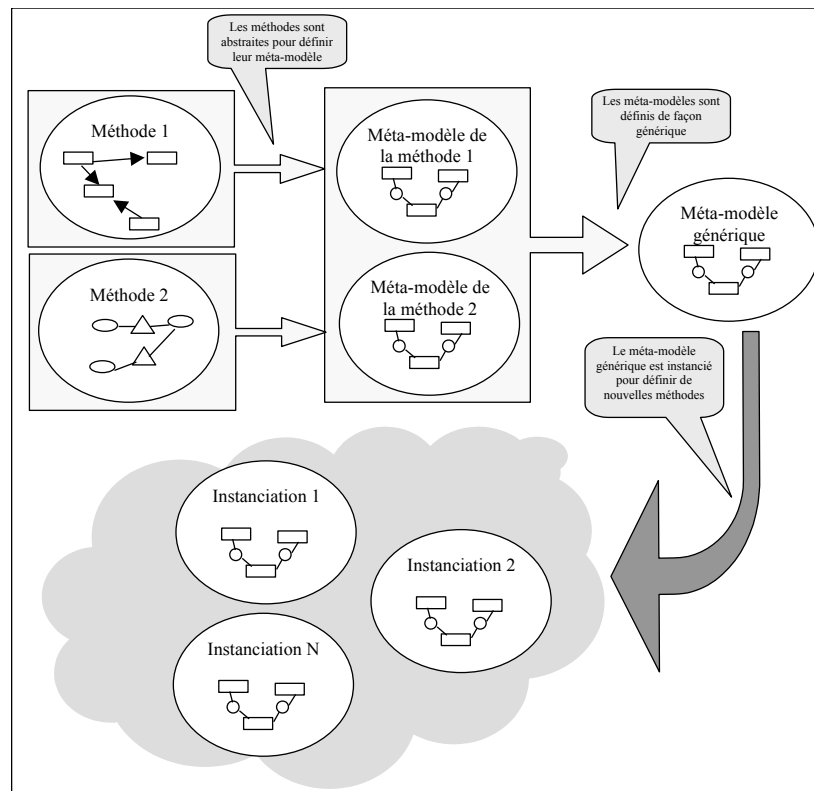 Les méthodes sont
abstraites pour définir
leur méta-modèle
Méthode 1
Méta-modèle de
la méthode 1
Les méta-modèles sont
définis de façon
générique
Méta-modèle
générique
Méthode 2
Méta-modèle de
la méthode 2
Le méta-modèle
générique est instancié
pour définir de
nouvelles méthodes
Instanciation 1
Instanciation 2
Instanciation N